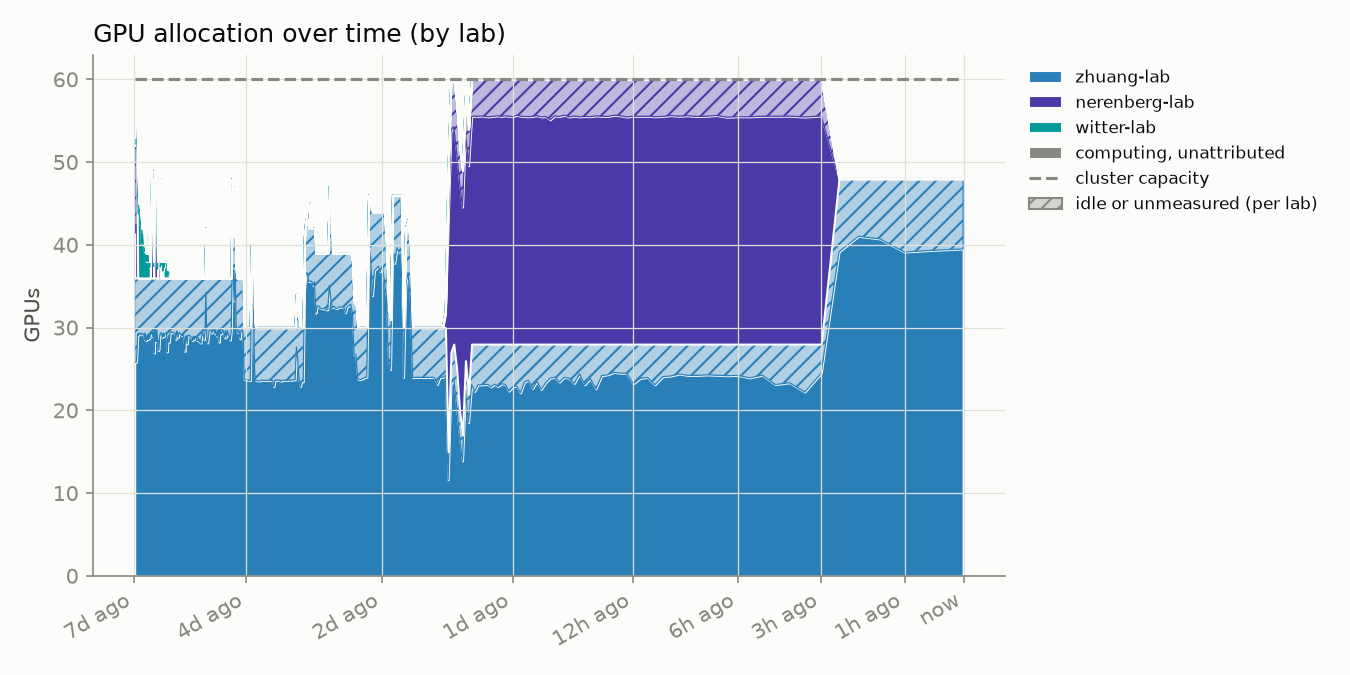 GPU allocation over time (by lab)
60
50
40
30
20
10
0
GPUs
7d ago
4d ago
2d ago
1d ago
12h ago
6h ago
3h ago
1h ago
now
zhuang-lab
nerenberg-lab
witter-lab
computing, unattributed
cluster capacity
idle or unmeasured (per lab)